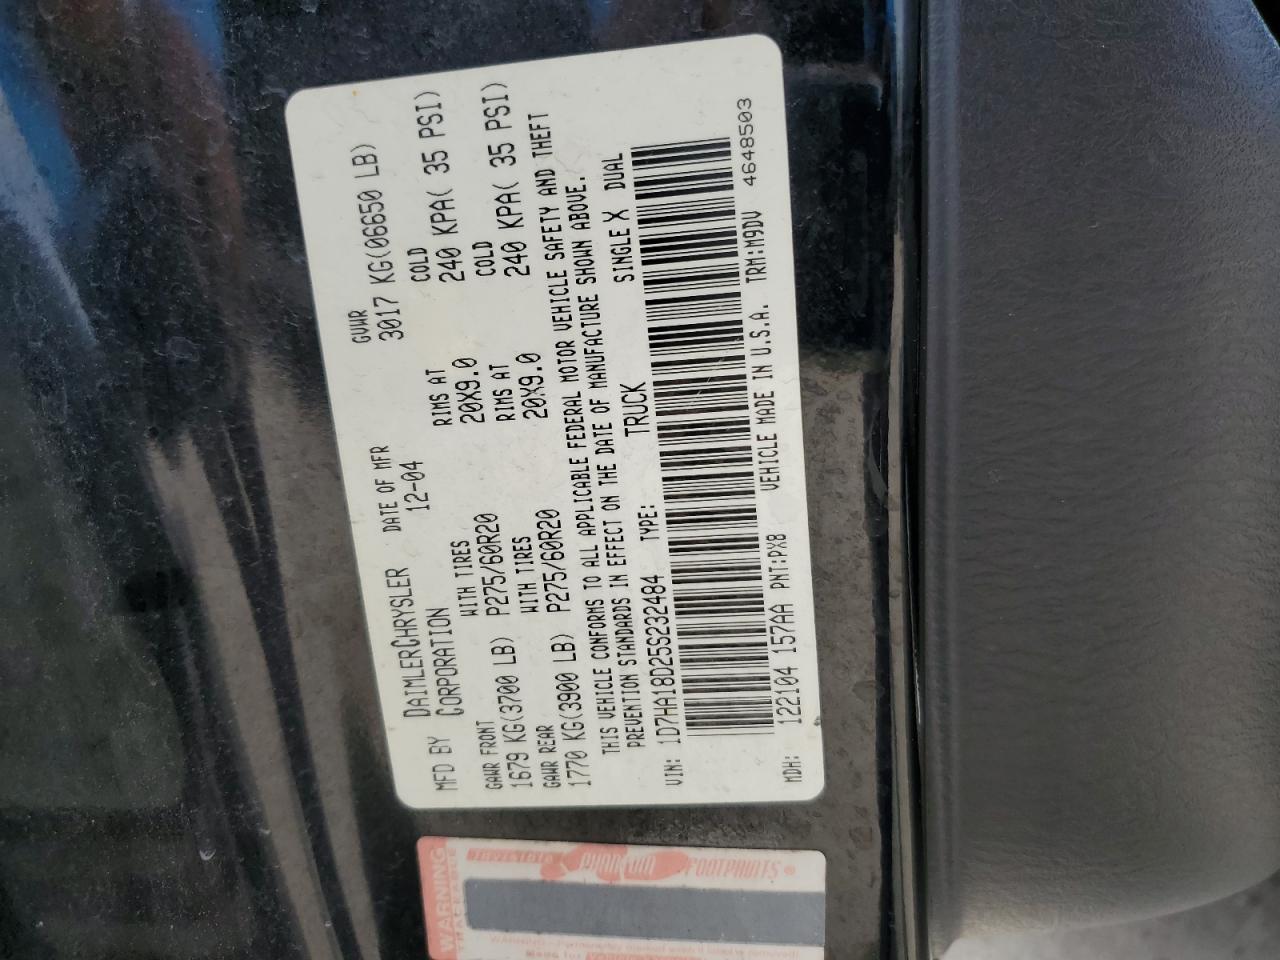 MFD BY DAIMLERCHRYSLER CORPORATION DATE OF MFR 12-04 GVWR 3017 KG(06650 LB)
GAWR FRONT WITH TIRES RIMS AT COLD
1679 KG(3700 LB) P275/60R20 20X9.0 240 KPA( 35 PSI)
GAWR REAR WITH TIRES RIMS AT COLD
1770 KG(3900 LB) P275/60R20 20X9.0 240 KPA( 35 PSI)
THIS VEHICLE CONFORMS TO ALL APPLICABLE FEDERAL MOTOR VEHICLE SAFETY AND THEFT
PREVENTION STANDARDS IN EFFECT ON THE DATE OF MANUFACTURE SHOWN ABOVE.
VIN: 1D7HA18D25S232484 TYPE: TRUCK SINGLE X DUAL
MDH: 122104 157AA PNT:PX8 VEHICLE MADE IN U.S.A. TRM:M9DV 4648503
WARNING
INVISIBLE FOOTPRINTS